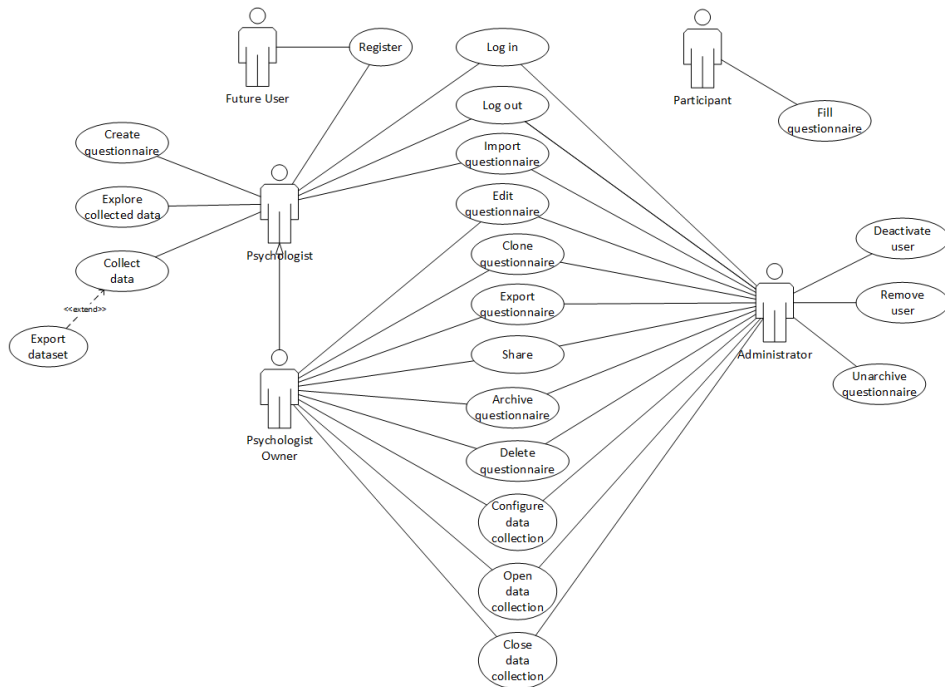 Register
Log in
Future User
Participant
Log out
Fill
questionnaire
Create
questionnaire
Import
questionnaire
Explore
collected data
Edit
questionnaire
Psychologist
Deactivate
user
Clone
questionnaire
Collect
data
Export
questionnaire
Remove
user
<<extend>>
Export
dataset
Share
Administrator
Unarchive
questionnaire
Archive
questionnaire
Psychologist
Owner
Delete
questionnaire
Configure
data
collection
Open
data
collection
Close
data
collection